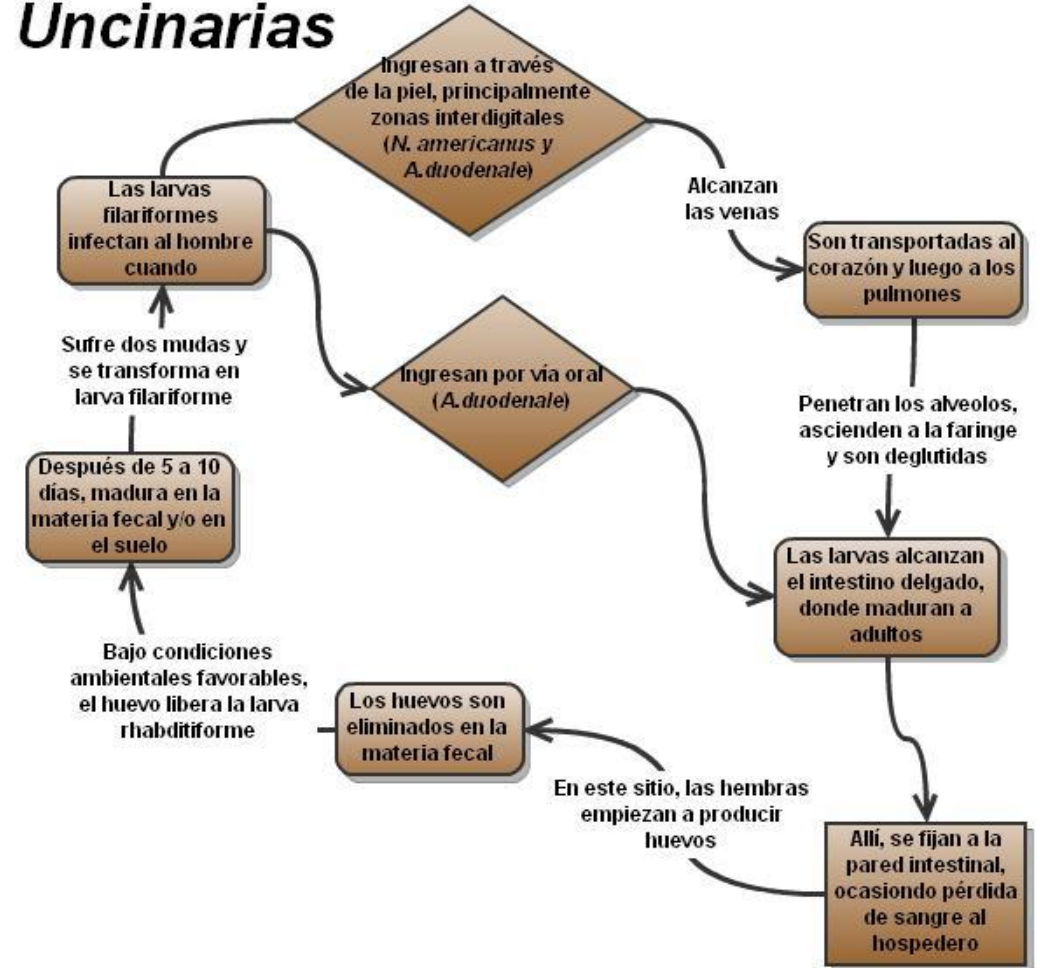 Uncinarias
Ingresan a través
de la piel, principalmente
zonas interdigitales
(N. americanus y
A.duodenale)
Alcanzan
las venas
Son transportadas al
corazón y luego a los
pulmones
Penetran los alveolos,
ascienden a la faringe
y son deglutidas
Las larvas alcanzan
el intestino delgado,
donde maduran a
adultos
Allí, se fijan a la
pared intestinal,
ocasiondo pérdida
de sangre al
hospedero
En este sitio, las hembras
empiezan a producir
huevos
Los huevos son
eliminados en la
materia fecal
Bajo condiciones
ambientales favorables,
el huevo libera la larva
rhabditiforme
Después de 5 a 10
días, madura en la
materia fecal y/o en
el suelo
Sufre dos mudas y
se transforma en
larva filariforme
Las larvas
filariformes
infectan al hombre
cuando
Ingresan por vía oral
(A.duodenale)